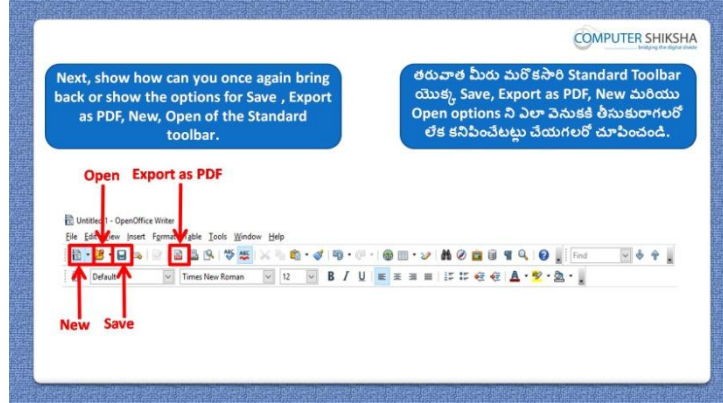 COMPUTER SHIKSHA
bridging the digital divide
Next, show how can you once again bring
back or show the options for Save , Export
as PDF, New, Open of the Standard
toolbar.
తరువాత మీరు మరొకసారి Standard Toolbar
యొక్క Save, Export as PDF, New మరియు
Open options ని ఎలా వెనుకకి తీసుకురాగలరో
లేక కనిపించేటట్లు చేయగలరో చూపించండి.
Open Export as PDF
Untitled 1 - OpenOffice Writer
File Edit View Insert Format Table Tools Window Help
Find
Default Times New Roman 12 B I U
New Save